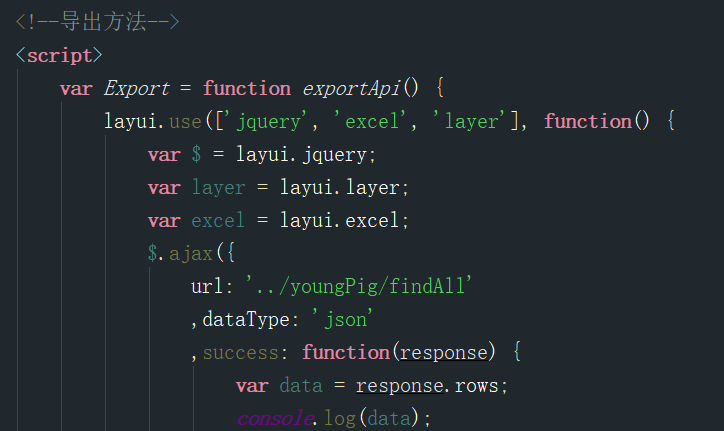 <!--导出方法-->
<script>
var Export = function exportApi() {
layui.use(['jquery', 'excel', 'layer'], function() {
var $ = layui.jquery;
var layer = layui.layer;
var excel = layui.excel;
$.ajax({
url: '../youngPig/findAll'
,dataType: 'json'
,success: function(response) {
var data = response.rows;
console.log(data);